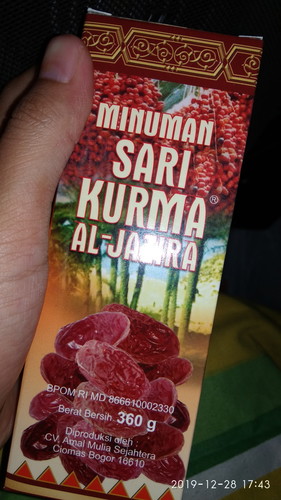 MINUMAN
SARI
KURMA®
AL-JAZIRA
BPOM RI MD 866610002330
Berat Bersih 360 g
Diproduksi oleh :
CV. Amal Mulia Sejahtera
Ciomas Bogor 16610
2019-12-28 17:43